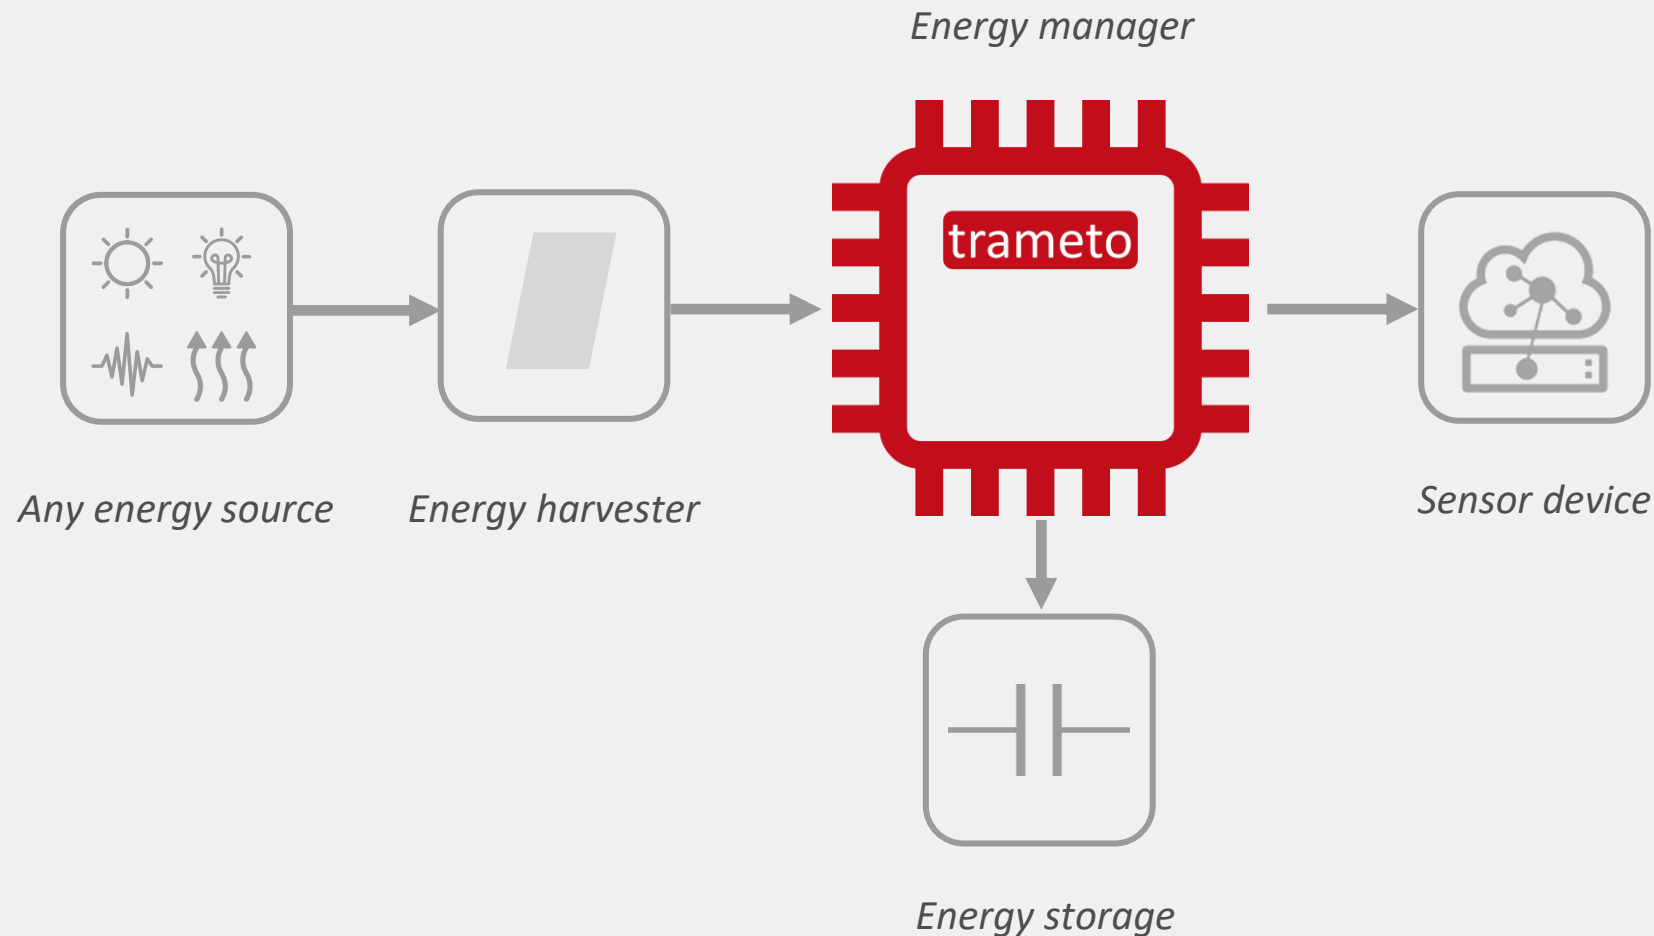 Energy manager
trameto
Any energy source
Energy harvester
Sensor device
Energy storage